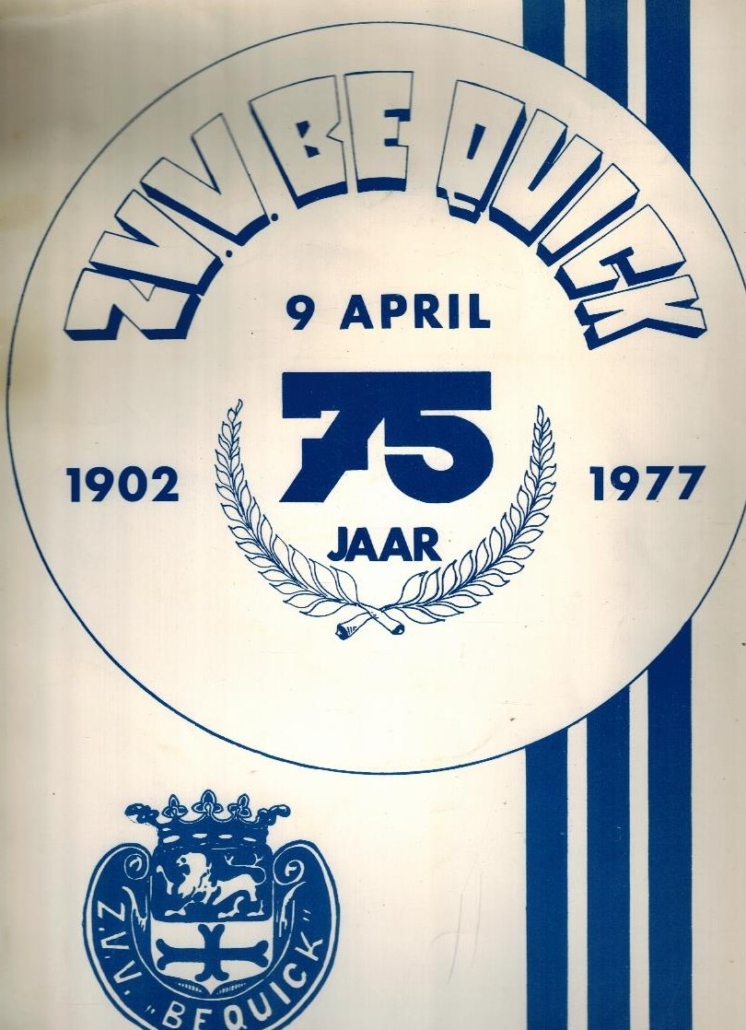 Z.V.V. BE QUICK
9 APRIL
75
1902
1977
JAAR
Z.V.V. „BE QUICK"